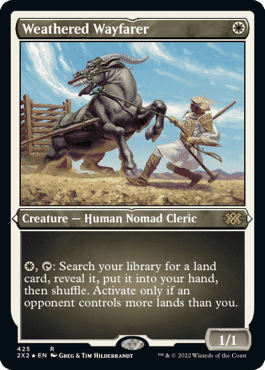 Weathered Wayfarer
Creature — Human Nomad Cleric
, : Search your library for a land
card, reveal it, put it into your hand,
then shuffle. Activate only if an
opponent controls more lands than you.
1/1
425 R
2X2 ★ EN Greg & Tim Hildebrandt
™ & © 2022 Wizards of the Coast